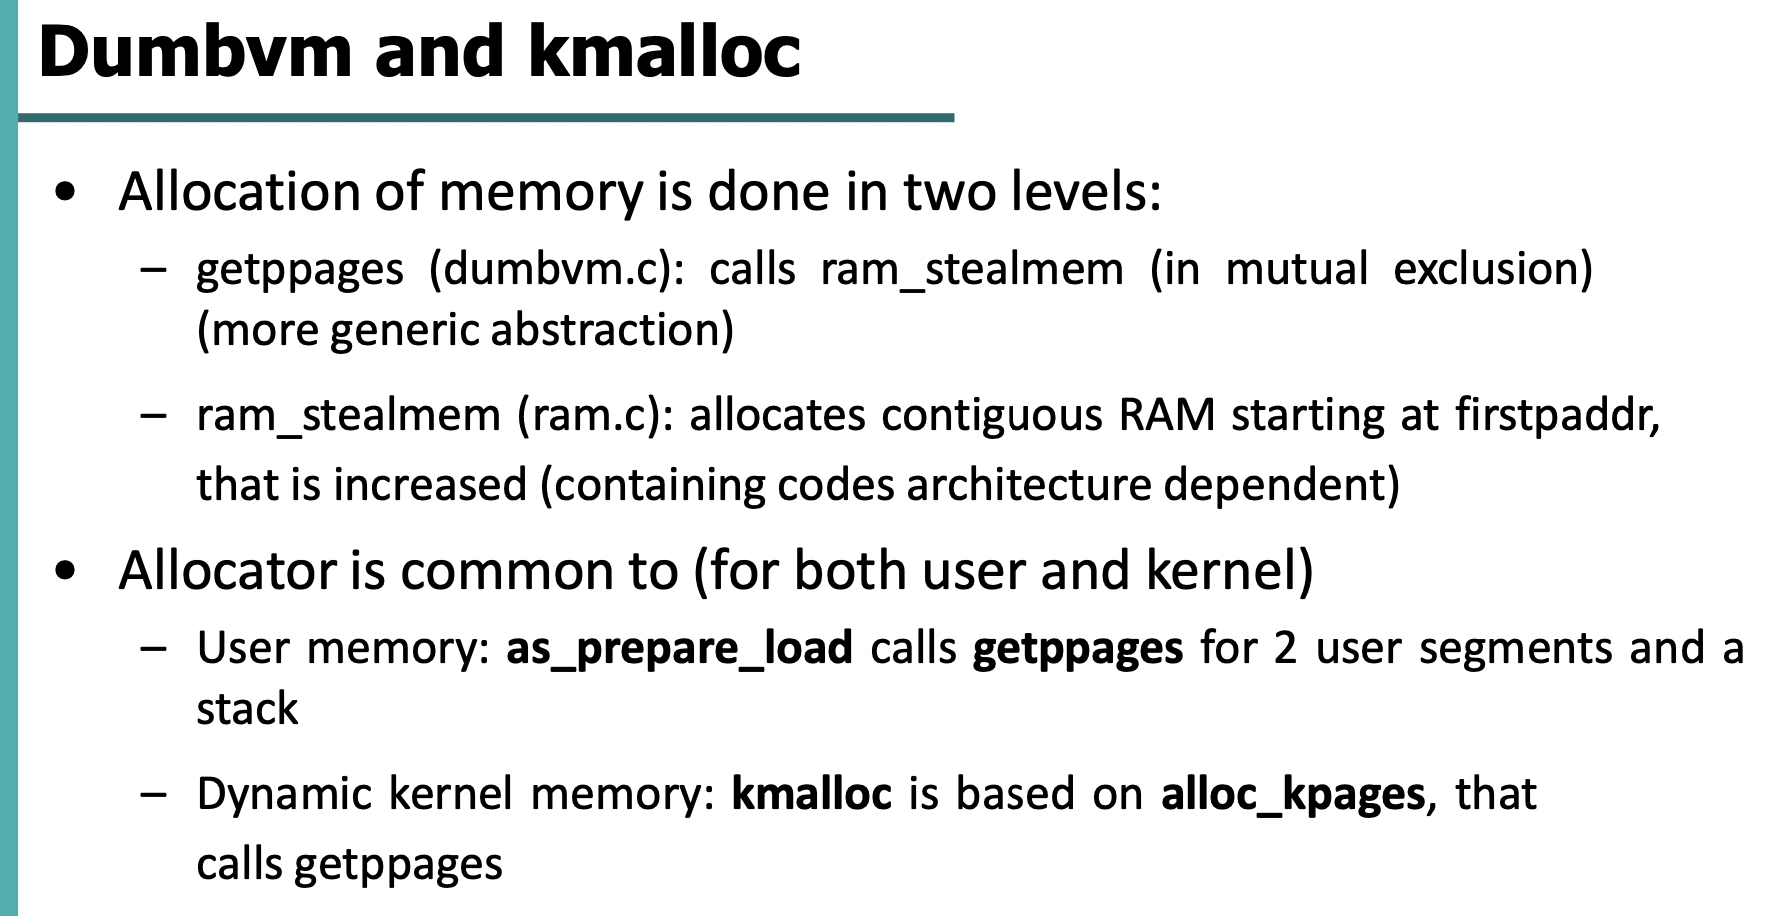 Dumbvm and kmalloc
• Allocation of memory is done in two levels:
– getppages (dumbvm.c): calls ram_stealmem (in mutual exclusion)
(more generic abstraction)
– ram_stealmem (ram.c): allocates contiguous RAM starting at firstpaddr,
that is increased (containing codes architecture dependent)
• Allocator is common to (for both user and kernel)
– User memory: as_prepare_load calls getppages for 2 user segments and a
stack
– Dynamic kernel memory: kmalloc is based on alloc_kpages, that
calls getppages